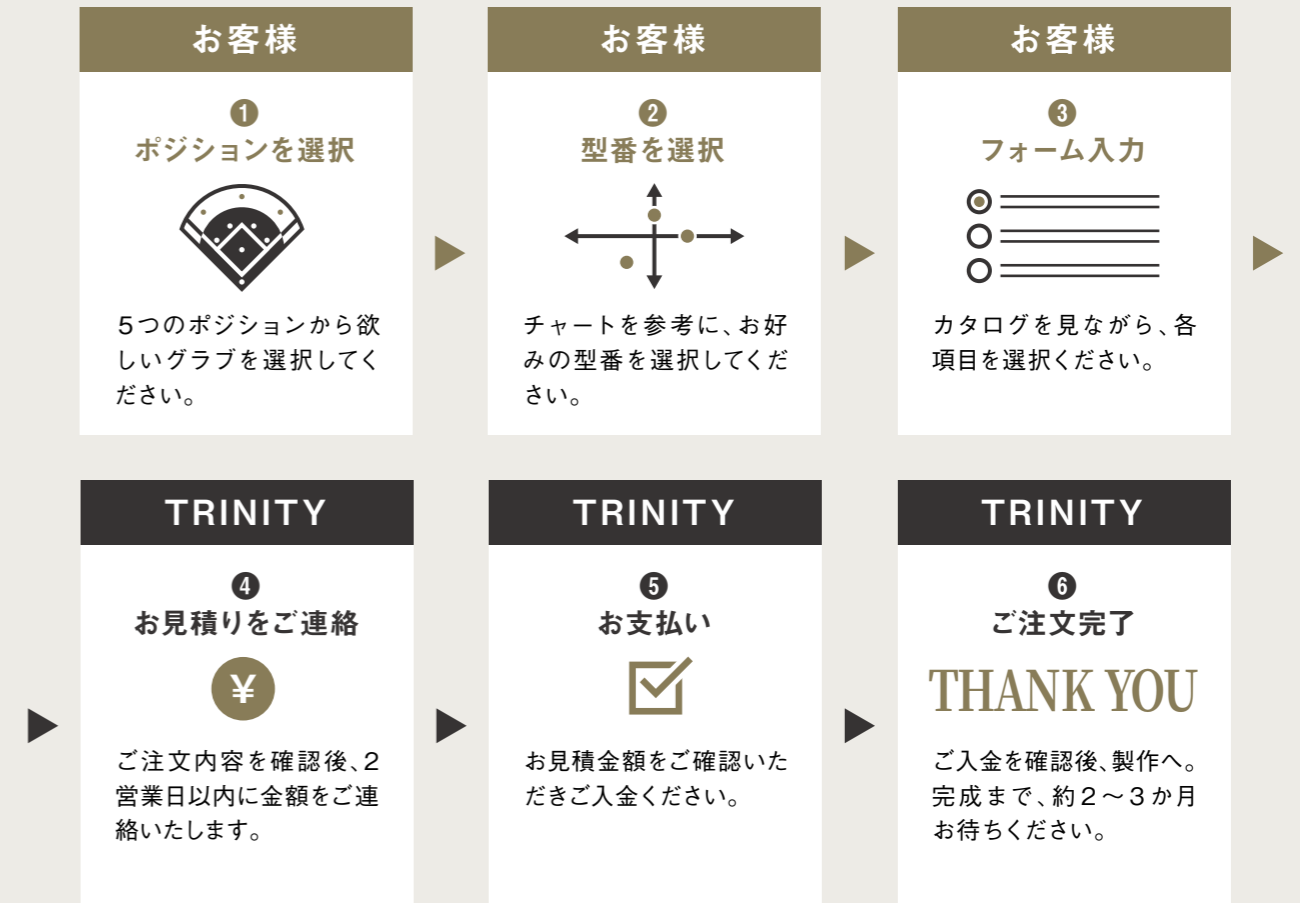 お客様
❶
ポジションを選択
5つのポジションから欲
しいグラブを選択してく
ださい。
お客様
❷
型番を選択
チャートを参考に、お好
みの型番を選択してくだ
さい。
お客様
❸
フォーム入力
カタログを見ながら、各
項目を選択ください。
TRINITY
❹
お見積りをご連絡
¥
ご注文内容を確認後、2
営業日以内に金額をご連
絡いたします。
TRINITY
❺
お支払い
お見積金額をご確認いた
だきご入金ください。
TRINITY
❻
ご注文完了
THANK YOU
ご入金を確認後、製作へ。
完成まで、約2～3か月
お待ちください。